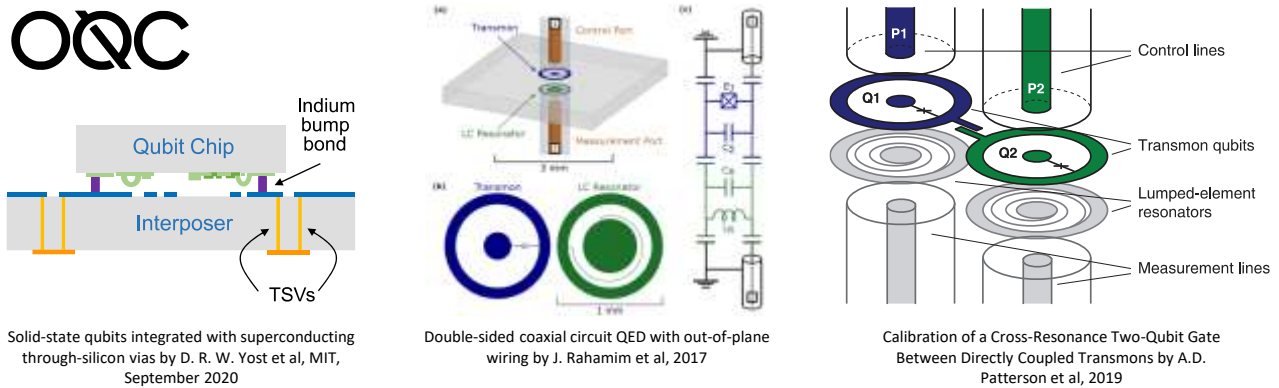 OQC
Indium
bump
bond
Qubit Chip
Interposer
TSVs
Solid-state qubits integrated with superconducting
through-silicon vias by D. R. W. Yost et al, MIT,
September 2020
(a)
Transmon
Control Port
LC Resonator
Measurement Port
3 mm
(b)
Transmon
LC Resonator
1 mm
(c)
Double-sided coaxial circuit QED with out-of-plane
wiring by J. Rahamim et al, 2017
P1
P2
Q1
Q2
Control lines
Transmon qubits
Lumped-element
resonators
Measurement lines
Calibration of a Cross-Resonance Two-Qubit Gate
Between Directly Coupled Transmons by A.D.
Patterson et al, 2019